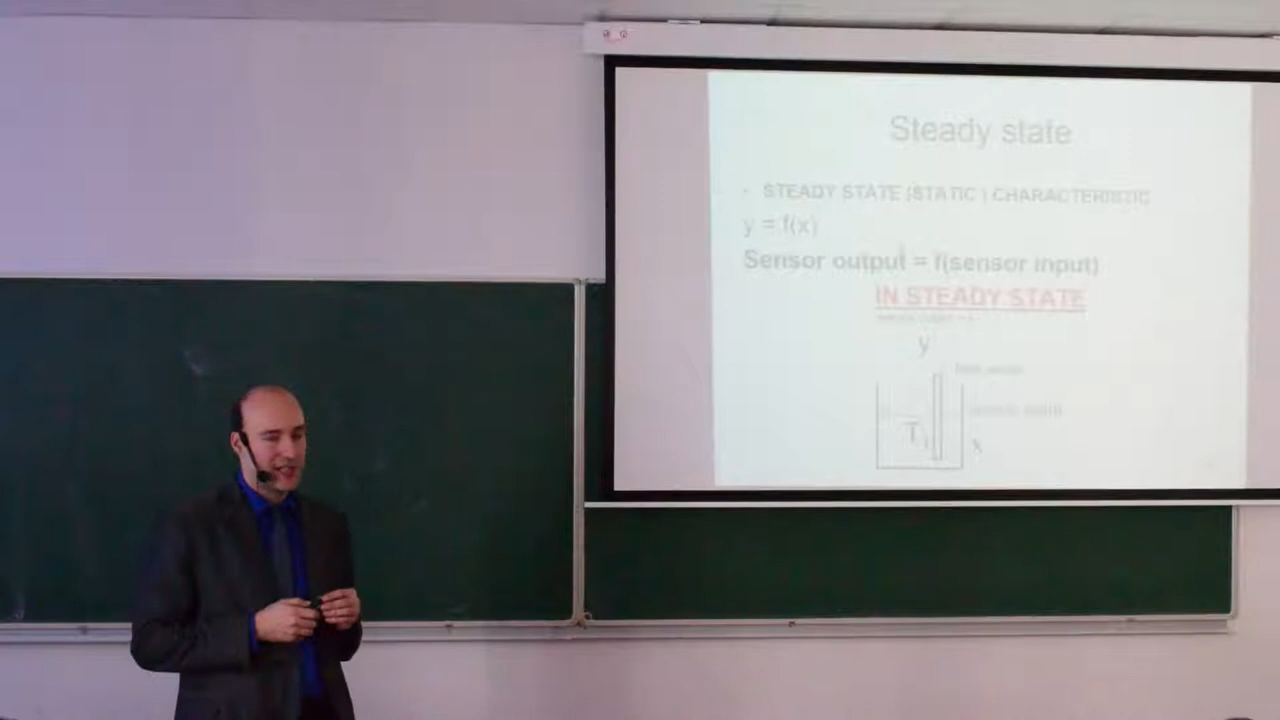 Steady state
• STEADY STATE (STATIC ) CHARACTERISTIC
y = f(x)
Sensor output = f(sensor input)
IN STEADY STATE
y
T
x